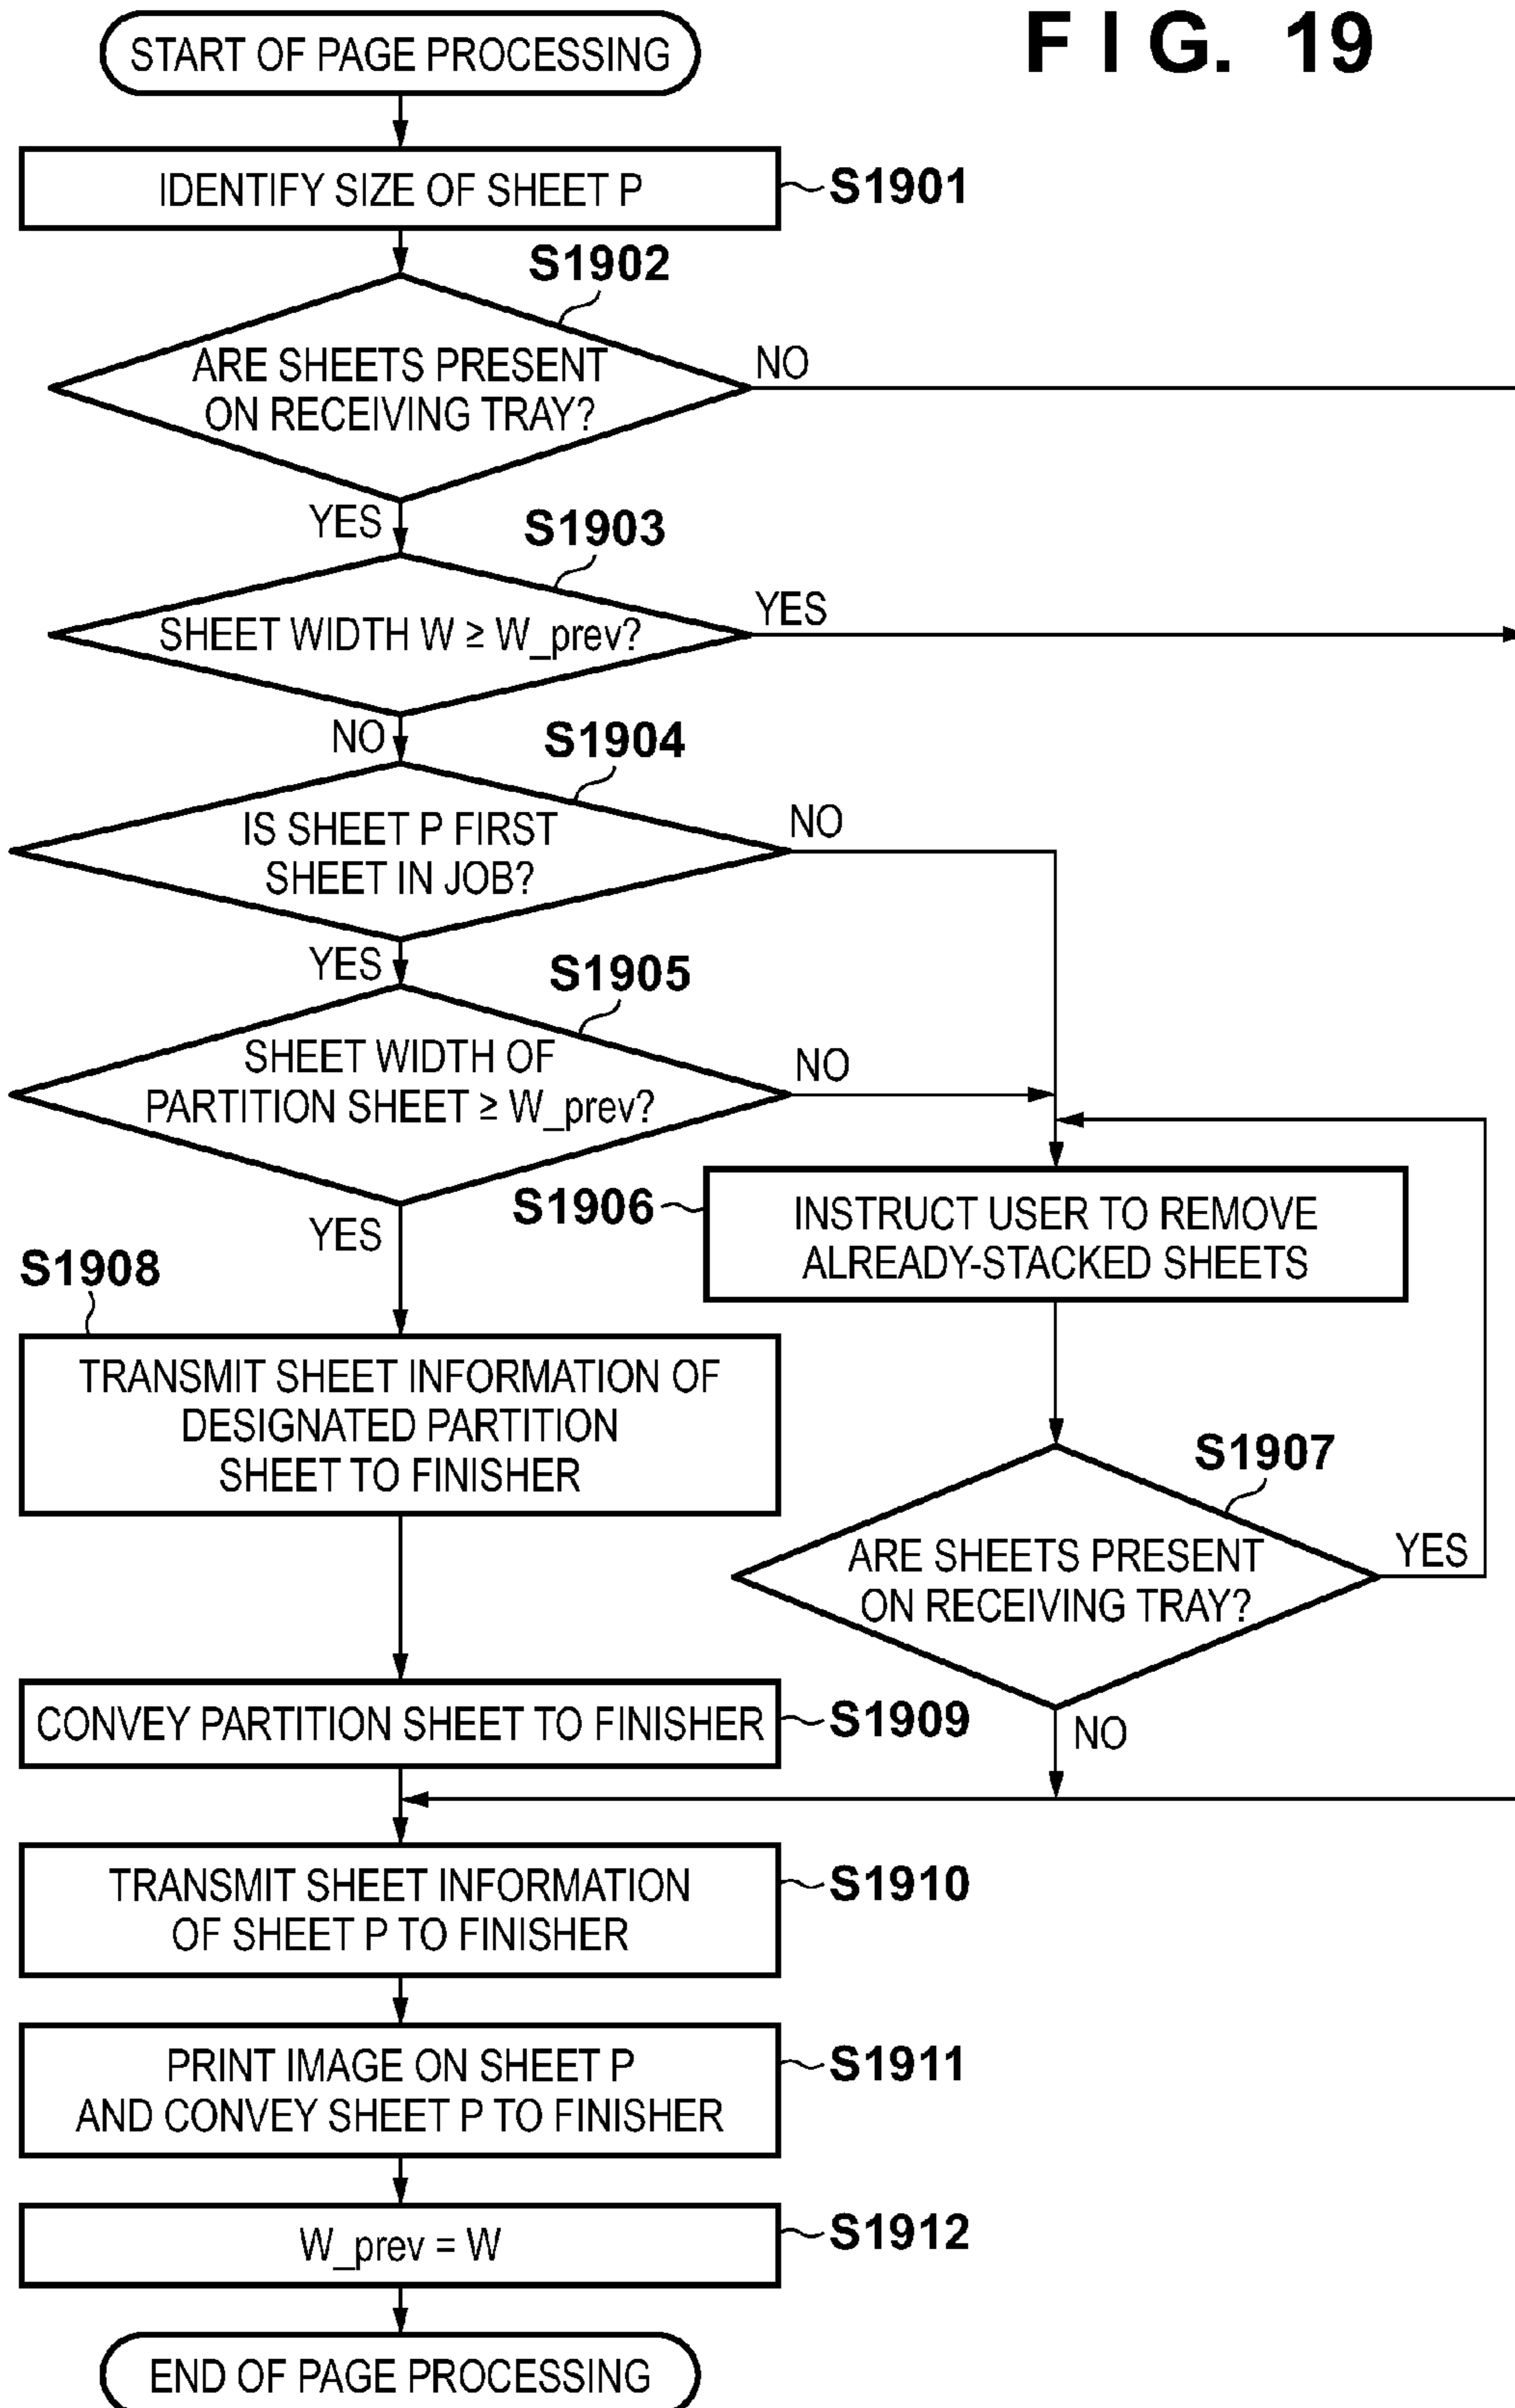 FIG. 19
START OF PAGE PROCESSING
IDENTIFY SIZE OF SHEET P
S1901
S1902
ARE SHEETS PRESENT
ON RECEIVING TRAY?
NO
YES
S1903
SHEET WIDTH W ≥ W_prev?
YES
NO
S1904
IS SHEET P FIRST
SHEET IN JOB?
NO
YES
S1905
SHEET WIDTH OF
PARTITION SHEET ≥ W_prev?
NO
YES
S1906
INSTRUCT USER TO REMOVE
ALREADY-STACKED SHEETS
S1908
TRANSMIT SHEET INFORMATION OF
DESIGNATED PARTITION
SHEET TO FINISHER
S1907
ARE SHEETS PRESENT
ON RECEIVING TRAY?
YES
NO
CONVEY PARTITION SHEET TO FINISHER
S1909
TRANSMIT SHEET INFORMATION
OF SHEET P TO FINISHER
S1910
PRINT IMAGE ON SHEET P
AND CONVEY SHEET P TO FINISHER
S1911
W_prev = W
S1912
END OF PAGE PROCESSING